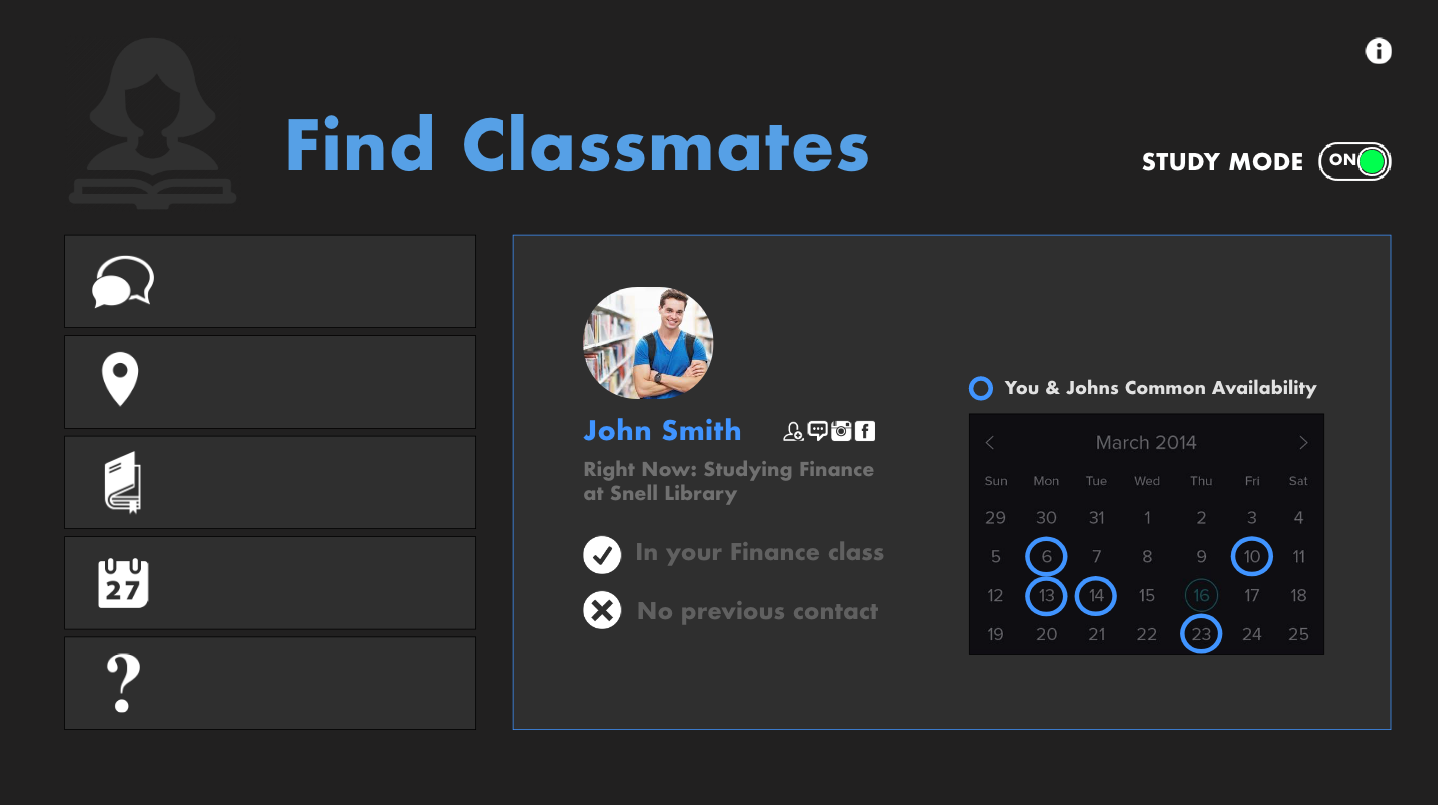 Find Classmates
STUDY MODE ON
27
?
John Smith
Right Now: Studying Finance
at Snell Library
In your Finance class
No previous contact
You & Johns Common Availability
March 2014
Sun Mon Tue Wed Thu Fri Sat
29 30 31 1 2 3 4
5 6 7 8 9 10 11
12 13 14 15 16 17 18
19 20 21 22 23 24 25